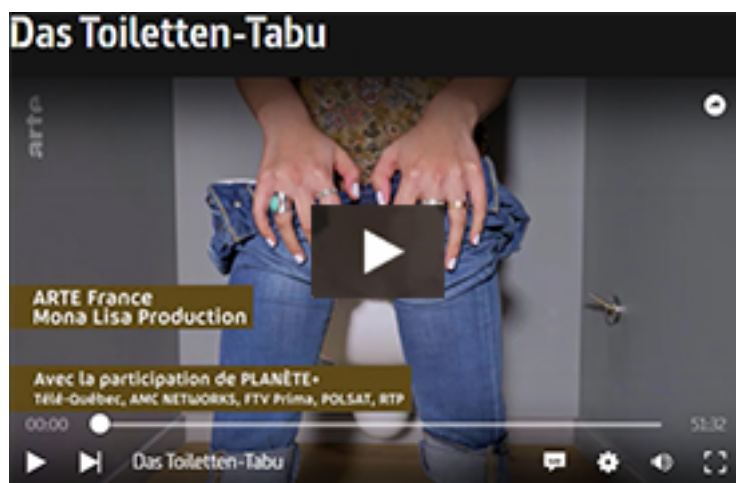 Das Toiletten-Tabu
arte
ARTE France
Mona Lisa Production
Avec la participation de PLANÈTE+
Télé-Québec, AMC NETWORKS, FTV Prima, POLSAT, RTP
00:00
51:32
Das Toiletten-Tabu